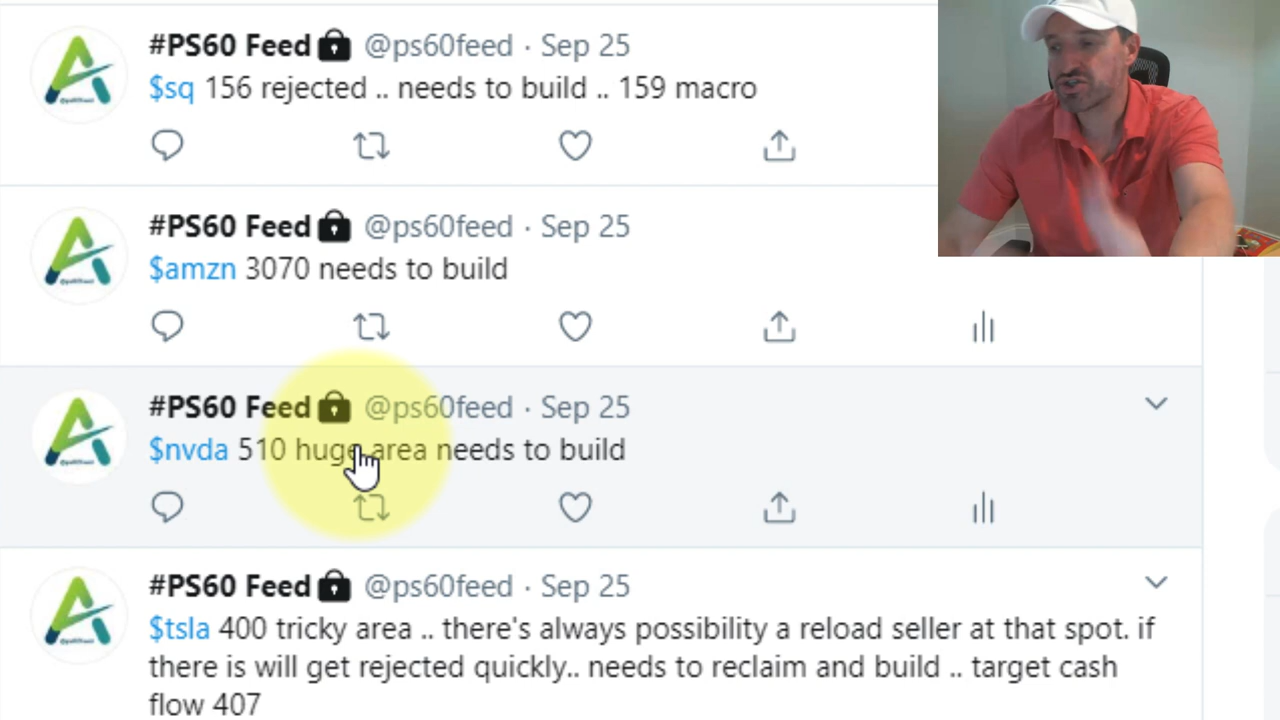 #PS60 Feed @ps60feed · Sep 25
$sq 156 rejected .. needs to build .. 159 macro
#PS60 Feed @ps60feed · Sep 25
$amzn 3070 needs to build
#PS60 Feed @ps60feed · Sep 25
$nvda 510 huge area needs to build
#PS60 Feed @ps60feed · Sep 25
$tsla 400 tricky area .. there's always possibility a reload seller at that spot. if
there is will get rejected quickly.. needs to reclaim and build .. target cash
flow 407